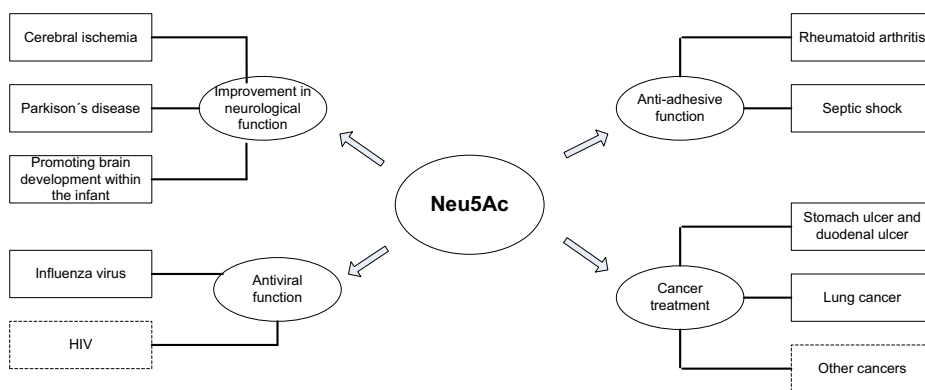 Cerebral ischemia
Parkison´s disease
Promoting brain
development within
the infant
Improvement in
neurological
function
Influenza virus
HIV
Antiviral
function
Neu5Ac
Anti-adhesive
function
Rheumatoid arthritis
Septic shock
Cancer
treatment
Stomach ulcer and
duodenal ulcer
Lung cancer
Other cancers